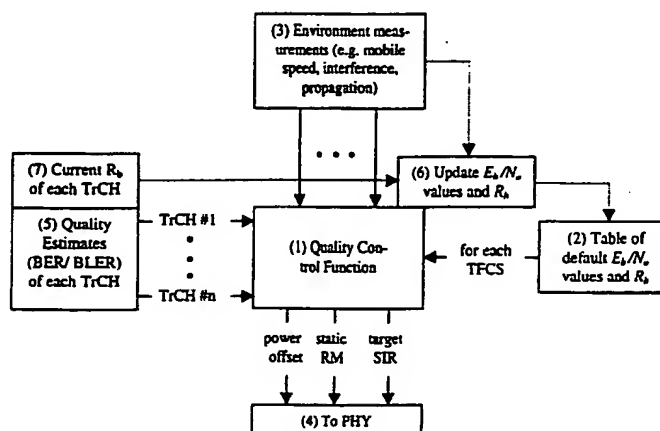 (3) Environment meas-
urements (e.g. mobile
speed, interference,
propagation)
(7) Current R_b
of each TrCH
(6) Update E_b/N_o
values and R_b
(5) Quality
Estimates
(BER/ BLER)
of each TrCH
TrCH #1
TrCH #n
(1) Quality Con-
trol Function
for each
TFCS
(2) Table of
default E_b/N_o
values and R_b
power
offset
static
RM
target
SIR
(4) To PHY